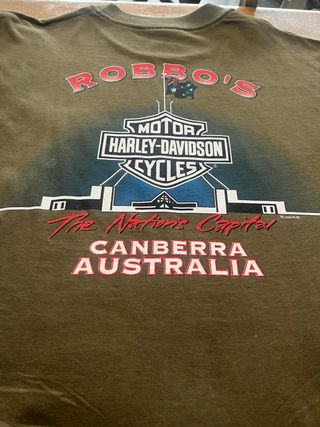 ROBBO'S
MOTOR
HARLEY-DAVIDSON
CYCLES
The Nations Capital
CANBERRA
AUSTRALIA